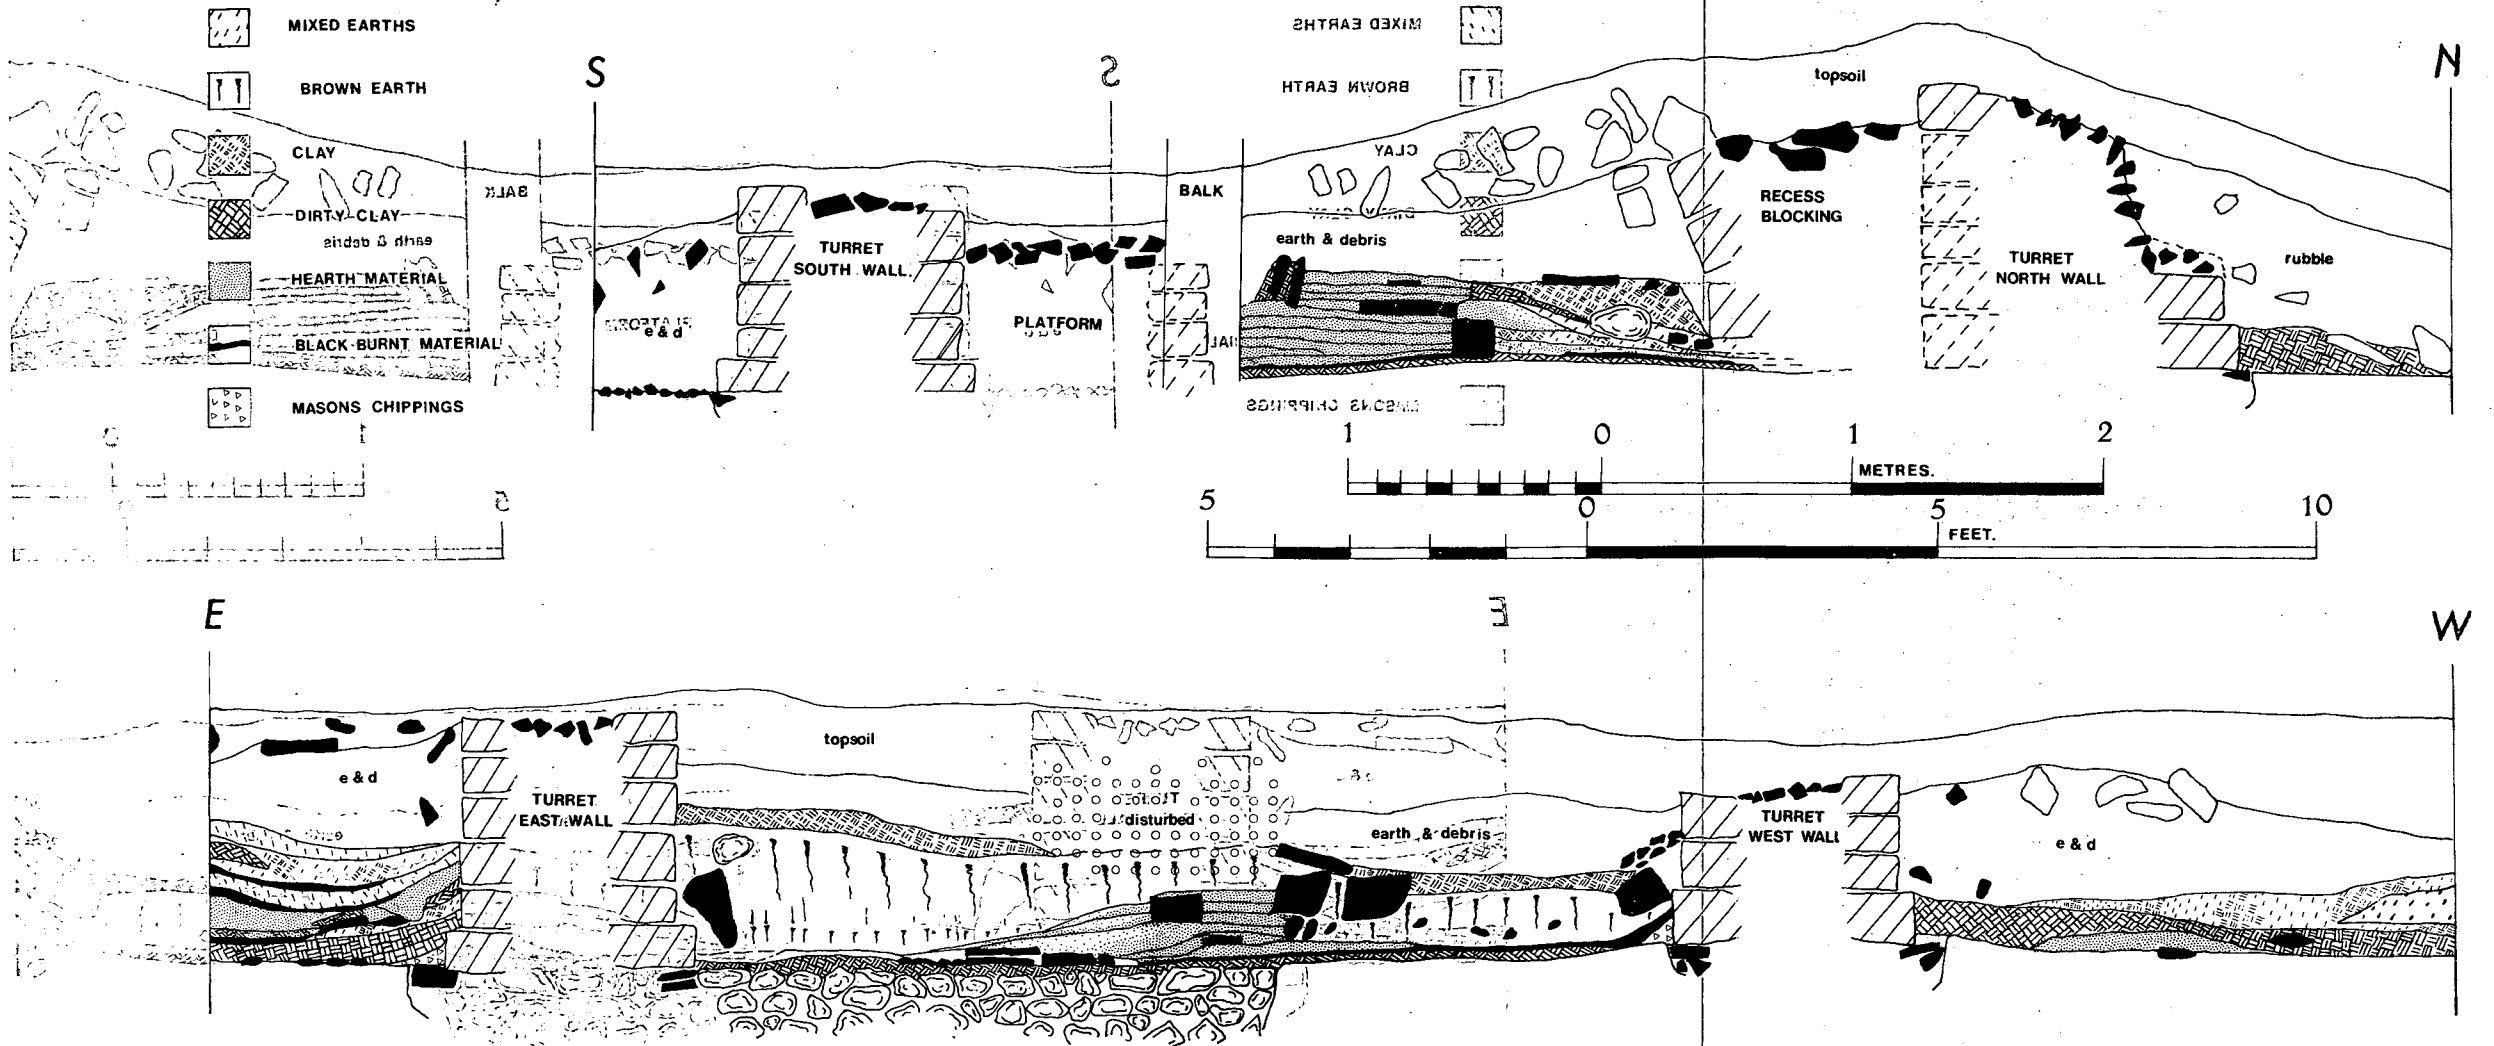 MIXED EARTHS
BROWN EARTH
CLAY
DIRTY CLAY
HEARTH MATERIAL
BLACK BURNT MATERIAL
MASONS CHIPPINGS
S
N
topsoil
BALK
RECESS
BLOCKING
earth & debris
TURRET
SOUTH WALL
TURRET
NORTH WALL
rubble
PLATFORM
e & d
1 0 1 2
METRES.
5 0 5 10
FEET.
E
W
topsoil
e & d
TURRET
EAST WALL
disturbed
earth & debris
TURRET
WEST WALL
e & d